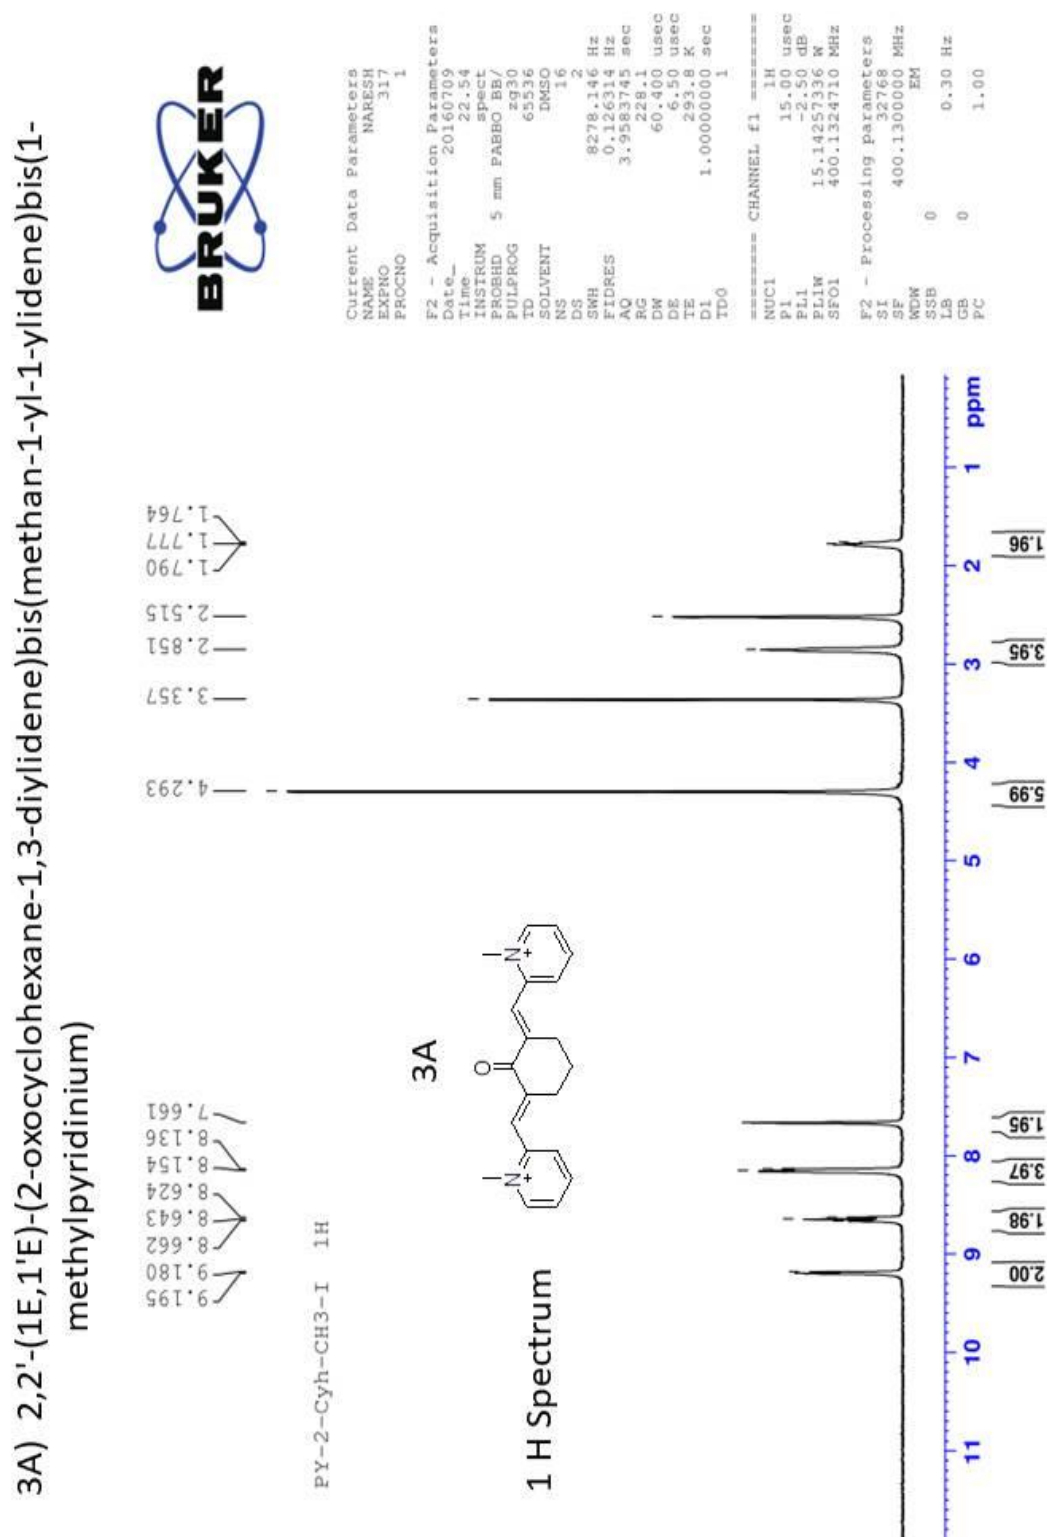 3A) 2,2'-(1E,1'E)-(2-oxocyclohexane-1,3-diylidene)bis(methan-1-yl-1-ylidene)bis(1-
methylpyridinium)
BRUKER
PY-2-Cyh-CH3-I 1H
9.195
9.180
8.662
8.643
8.624
8.154
8.136
7.661
4.293
3.357
2.851
2.515
1.790
1.777
1.764
Current Data Parameters
NAME NARESH
EXPNO 317
PROCNO 1
F2 - Acquisition Parameters
Date_ 20160709
Time 22.54
INSTRUM spect
PROBHD 5 mm PABBO BB/
PULPROG zg30
TD 65536
SOLVENT DMSO
NS 16
DS 2
SWH 8278.146 Hz
FIDRES 0.126314 Hz
AQ 3.9583745 sec
RG 228.1
DW 60.400 usec
DE 6.50 usec
TE 293.8 K
D1 1.00000000 sec
TD0 1
======== CHANNEL f1 ========
NUC1 1H
P1 15.00 usec
PL1 -2.50 dB
PL1W 15.14257336 W
SFO1 400.1324710 MHz
F2 - Processing parameters
SI 32768
SF 400.1300000 MHz
WDW EM
SSB 0
LB 0.30 Hz
GB 0
PC 1.00
3A
O
N+
N+
1 H Spectrum
11 10 9 8 7 6 5 4 3 2 1 ppm
2.00
1.98
3.97
1.95
5.99
3.95
1.96